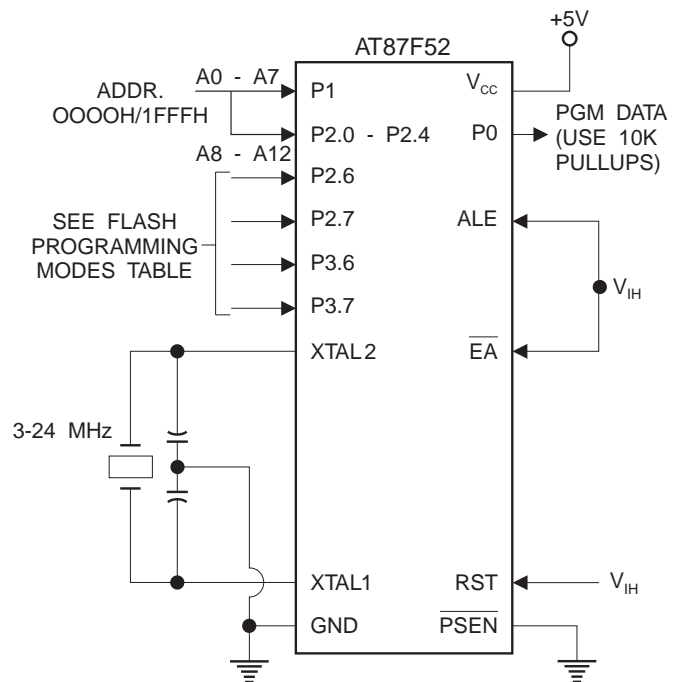 +5V
AT87F52
A0 - A7
ADDR.
OOOOH/1FFFH
P1
VCC
PGM DATA
(USE 10K
PULLUPS)
P2.0 - P2.4
P0
A8 - A12
P2.6
SEE FLASH
PROGRAMMING
MODES TABLE
P2.7
ALE
P3.6
VIH
P3.7
XTAL2
EA
3-24 MHz
XTAL1
RST
VIH
GND
PSEN